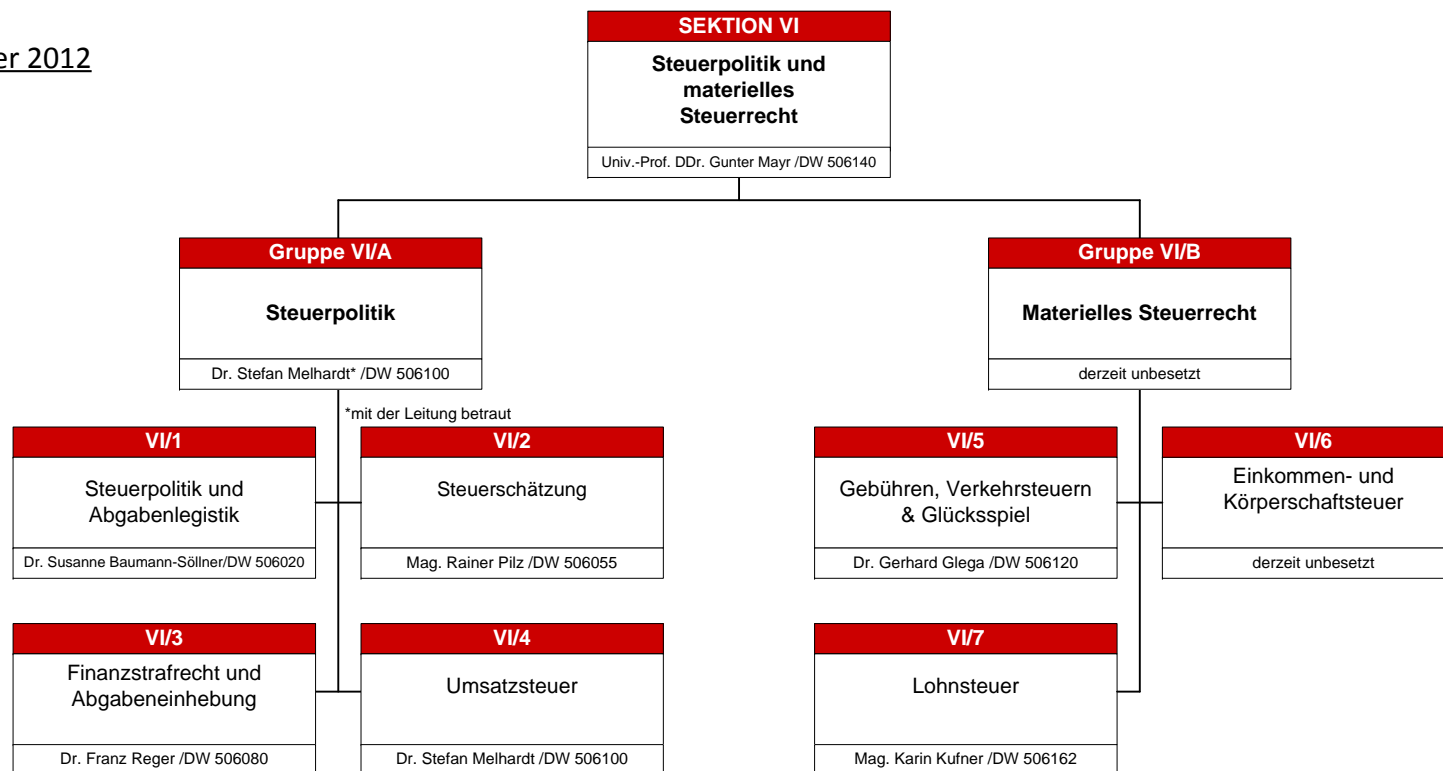 er 2012
SEKTION VI
Steuerpolitik und
materielles
Steuerrecht
Univ.-Prof. DDr. Gunter Mayr /DW 506140
Gruppe VI/A
Steuerpolitik
Dr. Stefan Melhardt* /DW 506100
*mit der Leitung betraut
Gruppe VI/B
Materielles Steuerrecht
derzeit unbesetzt
VI/1
Steuerpolitik und
Abgabenlegistik
Dr. Susanne Baumann-Söllner/DW 506020
VI/2
Steuerschätzung
Mag. Rainer Pilz /DW 506055
VI/5
Gebühren, Verkehrsteuern
& Glücksspiel
Dr. Gerhard Glega /DW 506120
VI/6
Einkommen- und
Körperschaftsteuer
derzeit unbesetzt
VI/3
Finanzstrafrecht und
Abgabeneinhebung
Dr. Franz Reger /DW 506080
VI/4
Umsatzsteuer
Dr. Stefan Melhardt /DW 506100
VI/7
Lohnsteuer
Mag. Karin Kufner /DW 506162